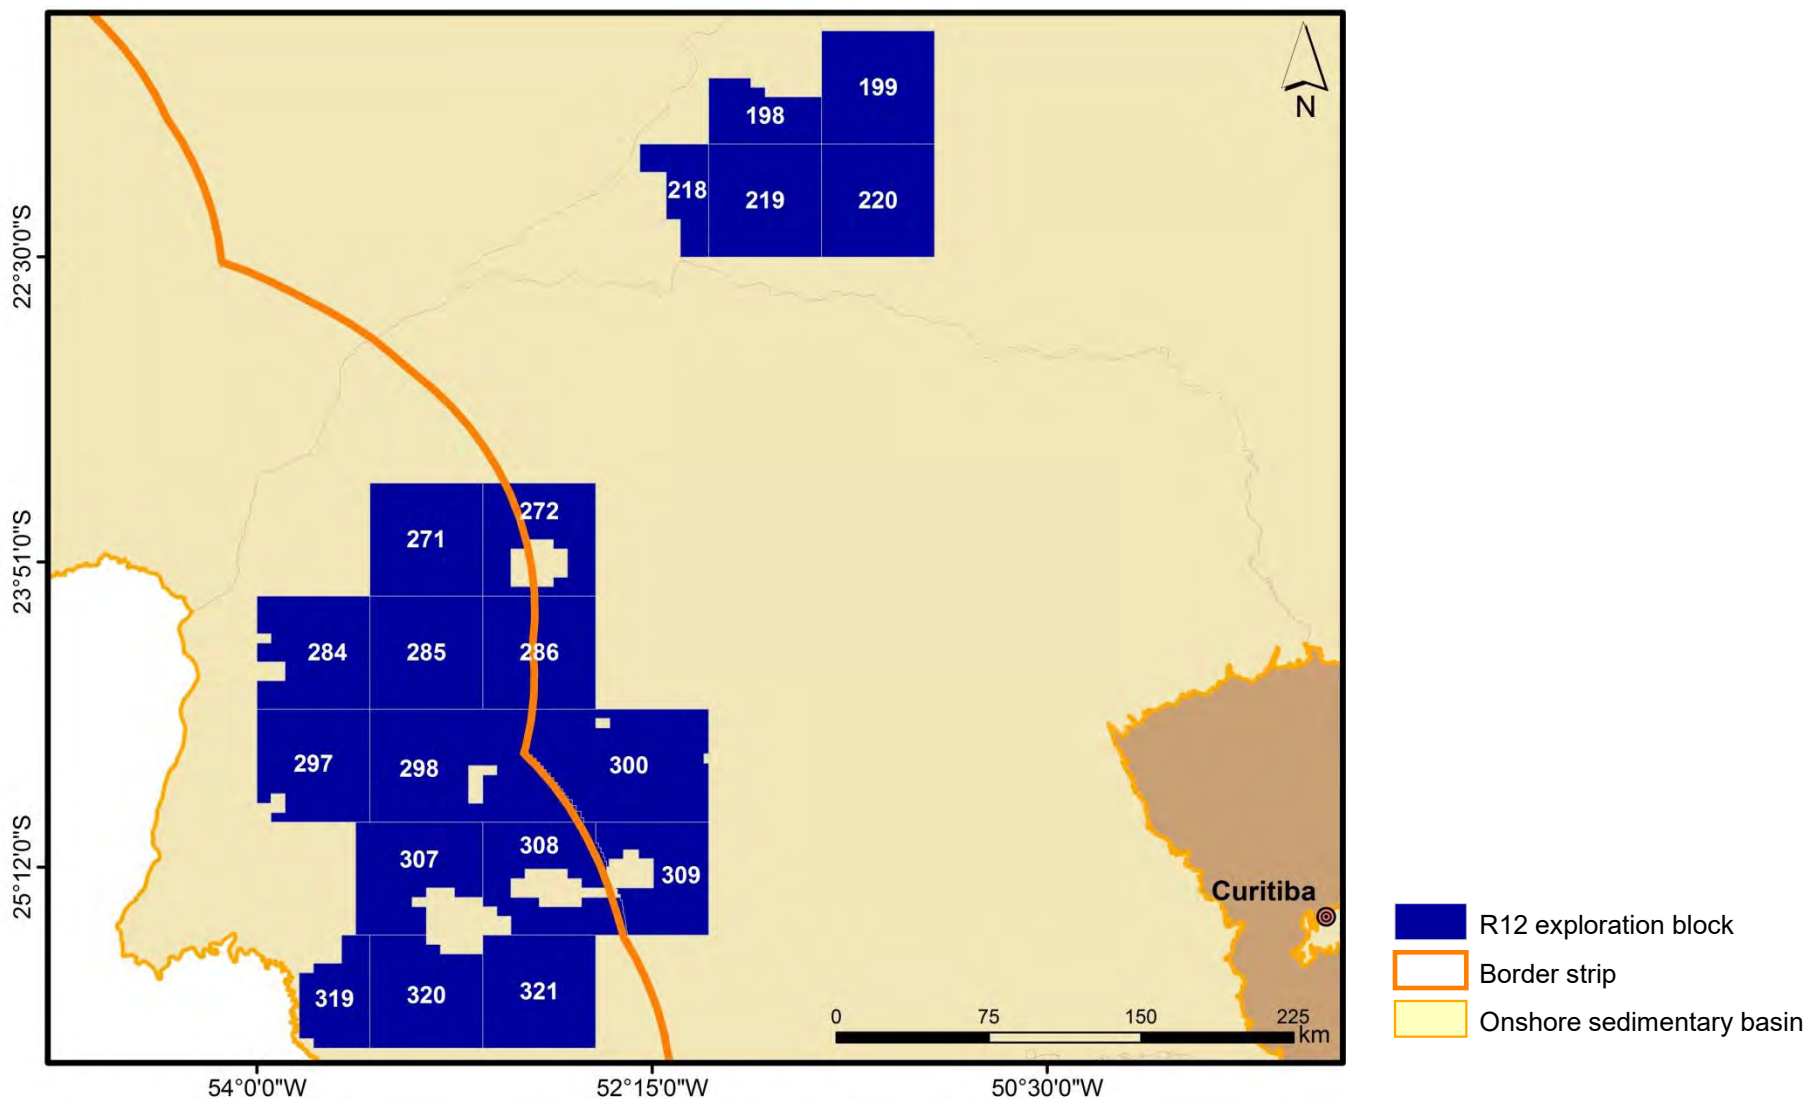 199
198
N
218
219
220
22°30'0"S
272
271
23°51'0"S
284
285
286
297
298
300
308
307
309
25°12'0"S
Curitiba
R12 exploration block
Border strip
319
320
321
0
75
150
225
km
Onshore sedimentary basin
54°0'0"W
52°15'0"W
50°30'0"W